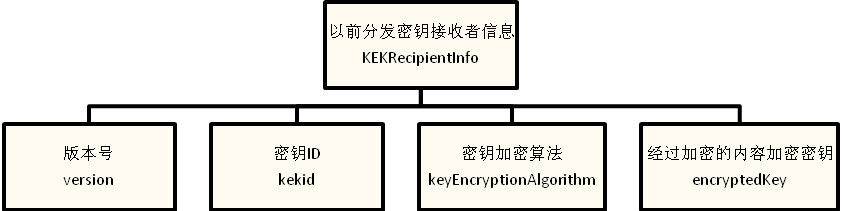 以前分发密钥接收者信息
KEKRecipientInfo
版本号
version
密钥ID
kekid
密钥加密算法
keyEncryptionAlgorithm
经过加密的内容加密密钥
encryptedKey